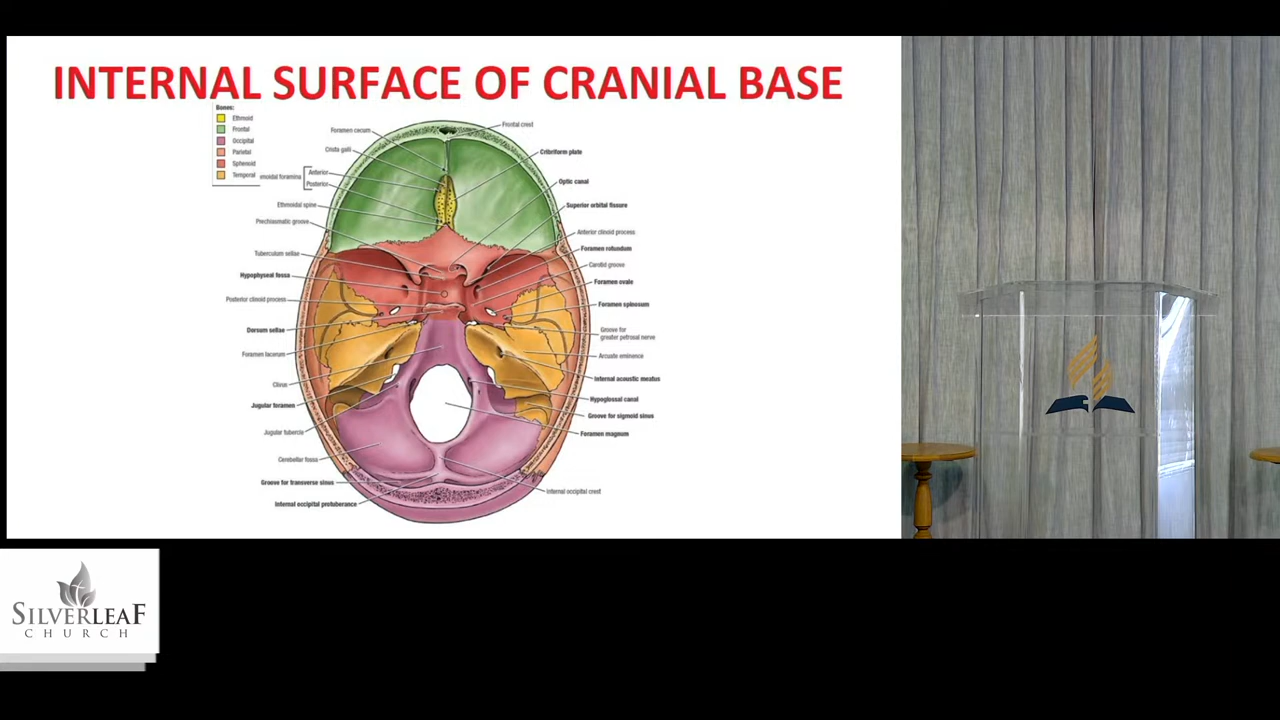 INTERNAL SURFACE OF CRANIAL BASE
Bones:
Ethmoid
Frontal
Occipital
Parietal
Sphenoid
Temporal
Foramen cecum
Crista galli
moidal foramina
Anterior
Posterior
Ethmoidal spine
Prechiasmatic groove
Tuberculum sellae
Hypophyseal fossa
Posterior clinoid process
Dorsum sellae
Foramen lacerum
Clivus
Jugular foramen
Jugular tubercle
Cerebellar fossa
Groove for transverse sinus
Internal occipital protuberance
Frontal crest
Cribriform plate
Optic canal
Superior orbital fissure
Anterior clinoid process
Foramen rotundum
Carotid groove
Foramen ovale
Foramen spinosum
Groove for
greater petrosal nerve
Arcuate eminence
Internal acoustic meatus
Hypoglossal canal
Groove for sigmoid sinus
Foramen magnum
Internal occipital crest
SILVERLEAF
CHURCH